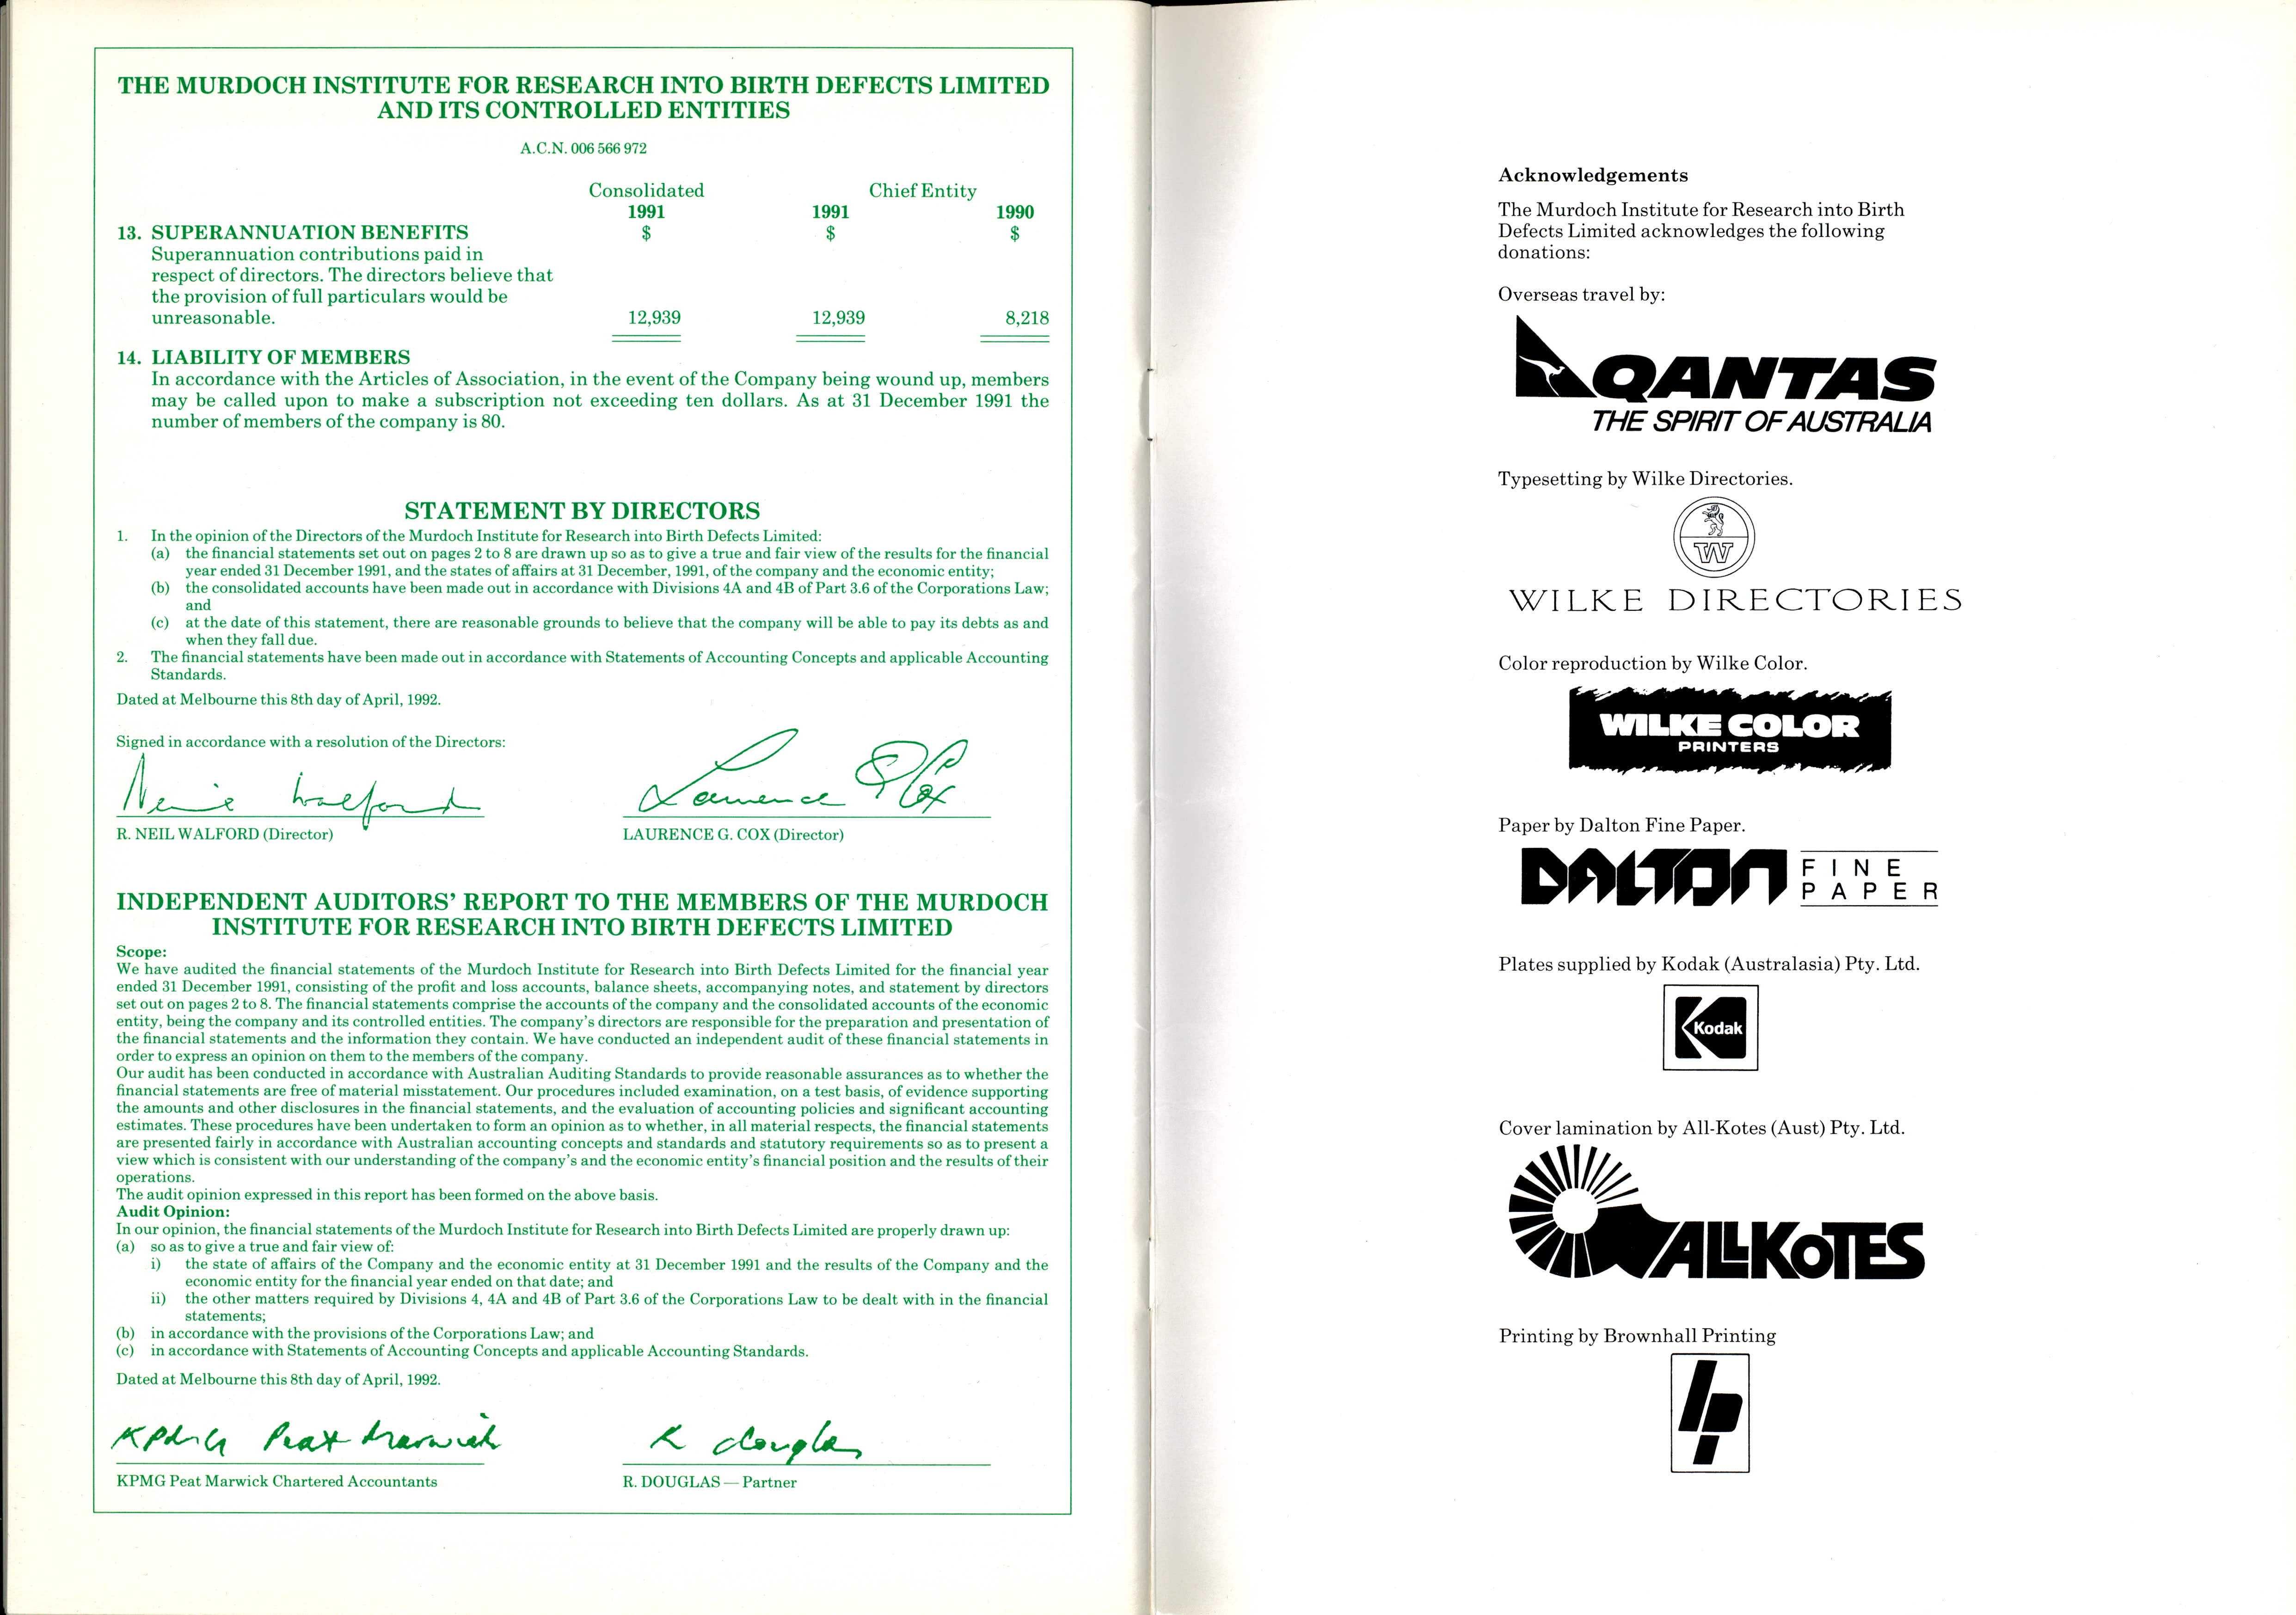 THE MURDOCH INSTITUTE FOR RESEARCH INTO BIRTH DEFECTS LIMITED
AND ITS CONTROLLED ENTITIES
A.C.N. 006 566 972
Consolidated Chief Entity
1991 1991 1990
13. SUPERANNUATION BENEFITS $ $ $
Superannuation contributions paid in
respect of directors. The directors believe that
the provision of full particulars would be
unreasonable. 12,939 12,939 8,218
14. LIABILITY OF MEMBERS
In accordance with the Articles of Association, in the event of the Company being wound up, members
may be called upon to make a subscription not exceeding ten dollars. As at 31 December 1991 the
number of members of the company is 80.
STATEMENT BY DIRECTORS
1. In the opinion of the Directors of the Murdoch Institute for Research into Birth Defects Limited:
(a) the financial statements set out on pages 2 to 8 are drawn up so as to give a true and fair view of the results for the financial
year ended 31 December 1991, and the states of affairs at 31 December, 1991, of the company and the economic entity;
(b) the consolidated accounts have been made out in accordance with Divisions 4A and 4B of Part 3.6 of the Corporations Law;
and
(c) at the date of this statement, there are reasonable grounds to believe that the company will be able to pay its debts as and
when they fall due.
2. The financial statements have been made out in accordance with Statements of Accounting Concepts and applicable Accounting
Standards.
Dated at Melbourne this 8th day of April, 1992.
Signed in accordance with a resolution of the Directors:
Neil Walford Laurence G Cox
R. NEIL WALFORD (Director) LAURENCE G. COX (Director)
INDEPENDENT AUDITORS' REPORT TO THE MEMBERS OF THE MURDOCH
INSTITUTE FOR RESEARCH INTO BIRTH DEFECTS LIMITED
Scope:
We have audited the financial statements of the Murdoch Institute for Research into Birth Defects Limited for the financial year
ended 31 December 1991, consisting of the profit and loss accounts, balance sheets, accompanying notes, and statement by directors
set out on pages 2 to 8. The financial statements comprise the accounts of the company and the consolidated accounts of the economic
entity, being the company and its controlled entities. The company's directors are responsible for the preparation and presentation of
the financial statements and the information they contain. We have conducted an independent audit of these financial statements in
order to express an opinion on them to the members of the company.
Our audit has been conducted in accordance with Australian Auditing Standards to provide reasonable assurances as to whether the
financial statements are free of material misstatement. Our procedures included examination, on a test basis, of evidence supporting
the amounts and other disclosures in the financial statements, and the evaluation of accounting policies and significant accounting
estimates. These procedures have been undertaken to form an opinion as to whether, in all material respects, the financial statements
are presented fairly in accordance with Australian accounting concepts and standards and statutory requirements so as to present a
view which is consistent with our understanding of the company's and the economic entity's financial position and the results of their
operations.
The audit opinion expressed in this report has been formed on the above basis.
Audit Opinion:
In our opinion, the financial statements of the Murdoch Institute for Research into Birth Defects Limited are properly drawn up:
(a) so as to give a true and fair view of:
i) the state of affairs of the Company and the economic entity at 31 December 1991 and the results of the Company and the
economic entity for the financial year ended on that date; and
ii) the other matters required by Divisions 4, 4A and 4B of Part 3.6 of the Corporations Law to be dealt with in the financial
statements;
(b) in accordance with the provisions of the Corporations Law; and
(c) in accordance with Statements of Accounting Concepts and applicable Accounting Standards.
Dated at Melbourne this 8th day of April, 1992.
KPMG Peat Marwick R Douglas
KPMG Peat Marwick Chartered Accountants R. DOUGLAS — Partner
Acknowledgements
The Murdoch Institute for Research into Birth
Defects Limited acknowledges the following
donations:
Overseas travel by:
QANTAS
THE SPIRIT OF AUSTRALIA
Typesetting by Wilke Directories.
W
WILKE DIRECTORIES
Color reproduction by Wilke Color.
WILKE COLOR
PRINTERS
Paper by Dalton Fine Paper.
DALTON FINE
PAPER
Plates supplied by Kodak (Australasia) Pty. Ltd.
Kodak
Cover lamination by All-Kotes (Aust) Pty. Ltd.
ALLKOTES
Printing by Brownhall Printing